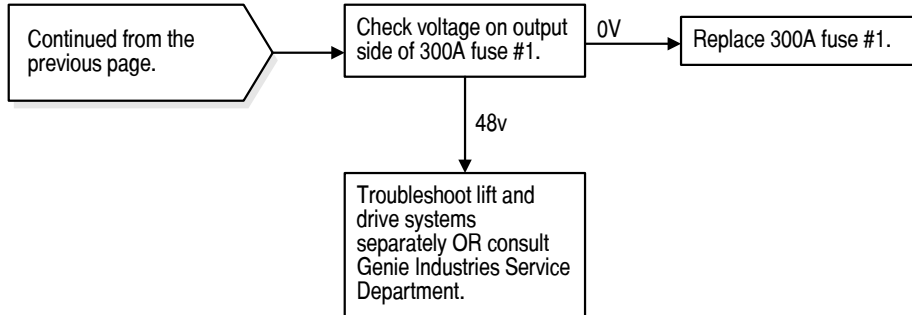 Continued from the
previous page.
Check voltage on output
side of 300A fuse #1.
0V
Replace 300A fuse #1.
48v
Troubleshoot lift and
drive systems
separately OR consult
Genie Industries Service
Department.